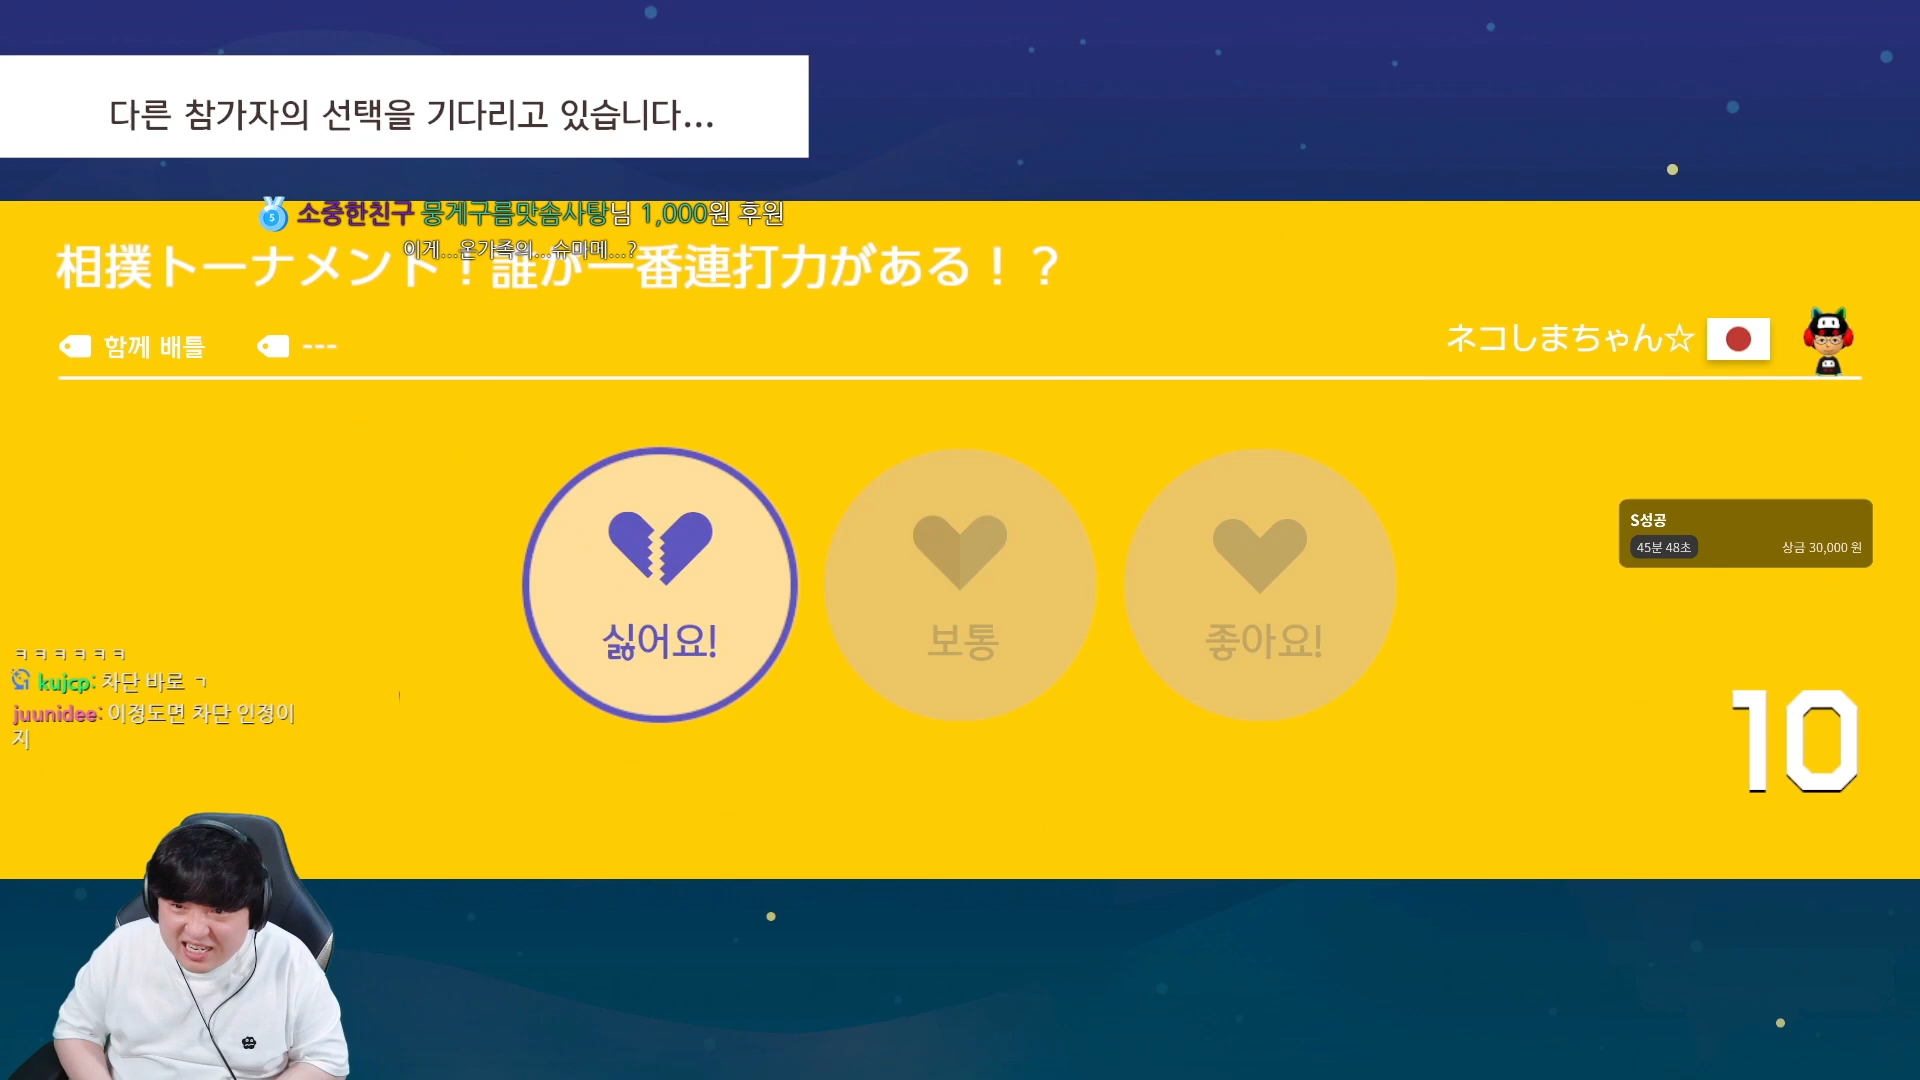 다른 참가자의 선택을 기다리고 있습니다...
5 소중한친구 뭉게구름맛솜사탕님 1,000원 후원
이게...온가족의...슈마메...?
相撲トーナメント！誰が一番連打力がある！？
함께 배틀 ---
ネコしまちゃん☆
싫어요!
보통
좋아요!
S성공
45분 48초 상금 30,000 원
ㅋㅋㅋㅋㅋㅋ
kujcp: 차단 바로 ㄱ
juunidee: 이정도면 차단 인정이
지
10